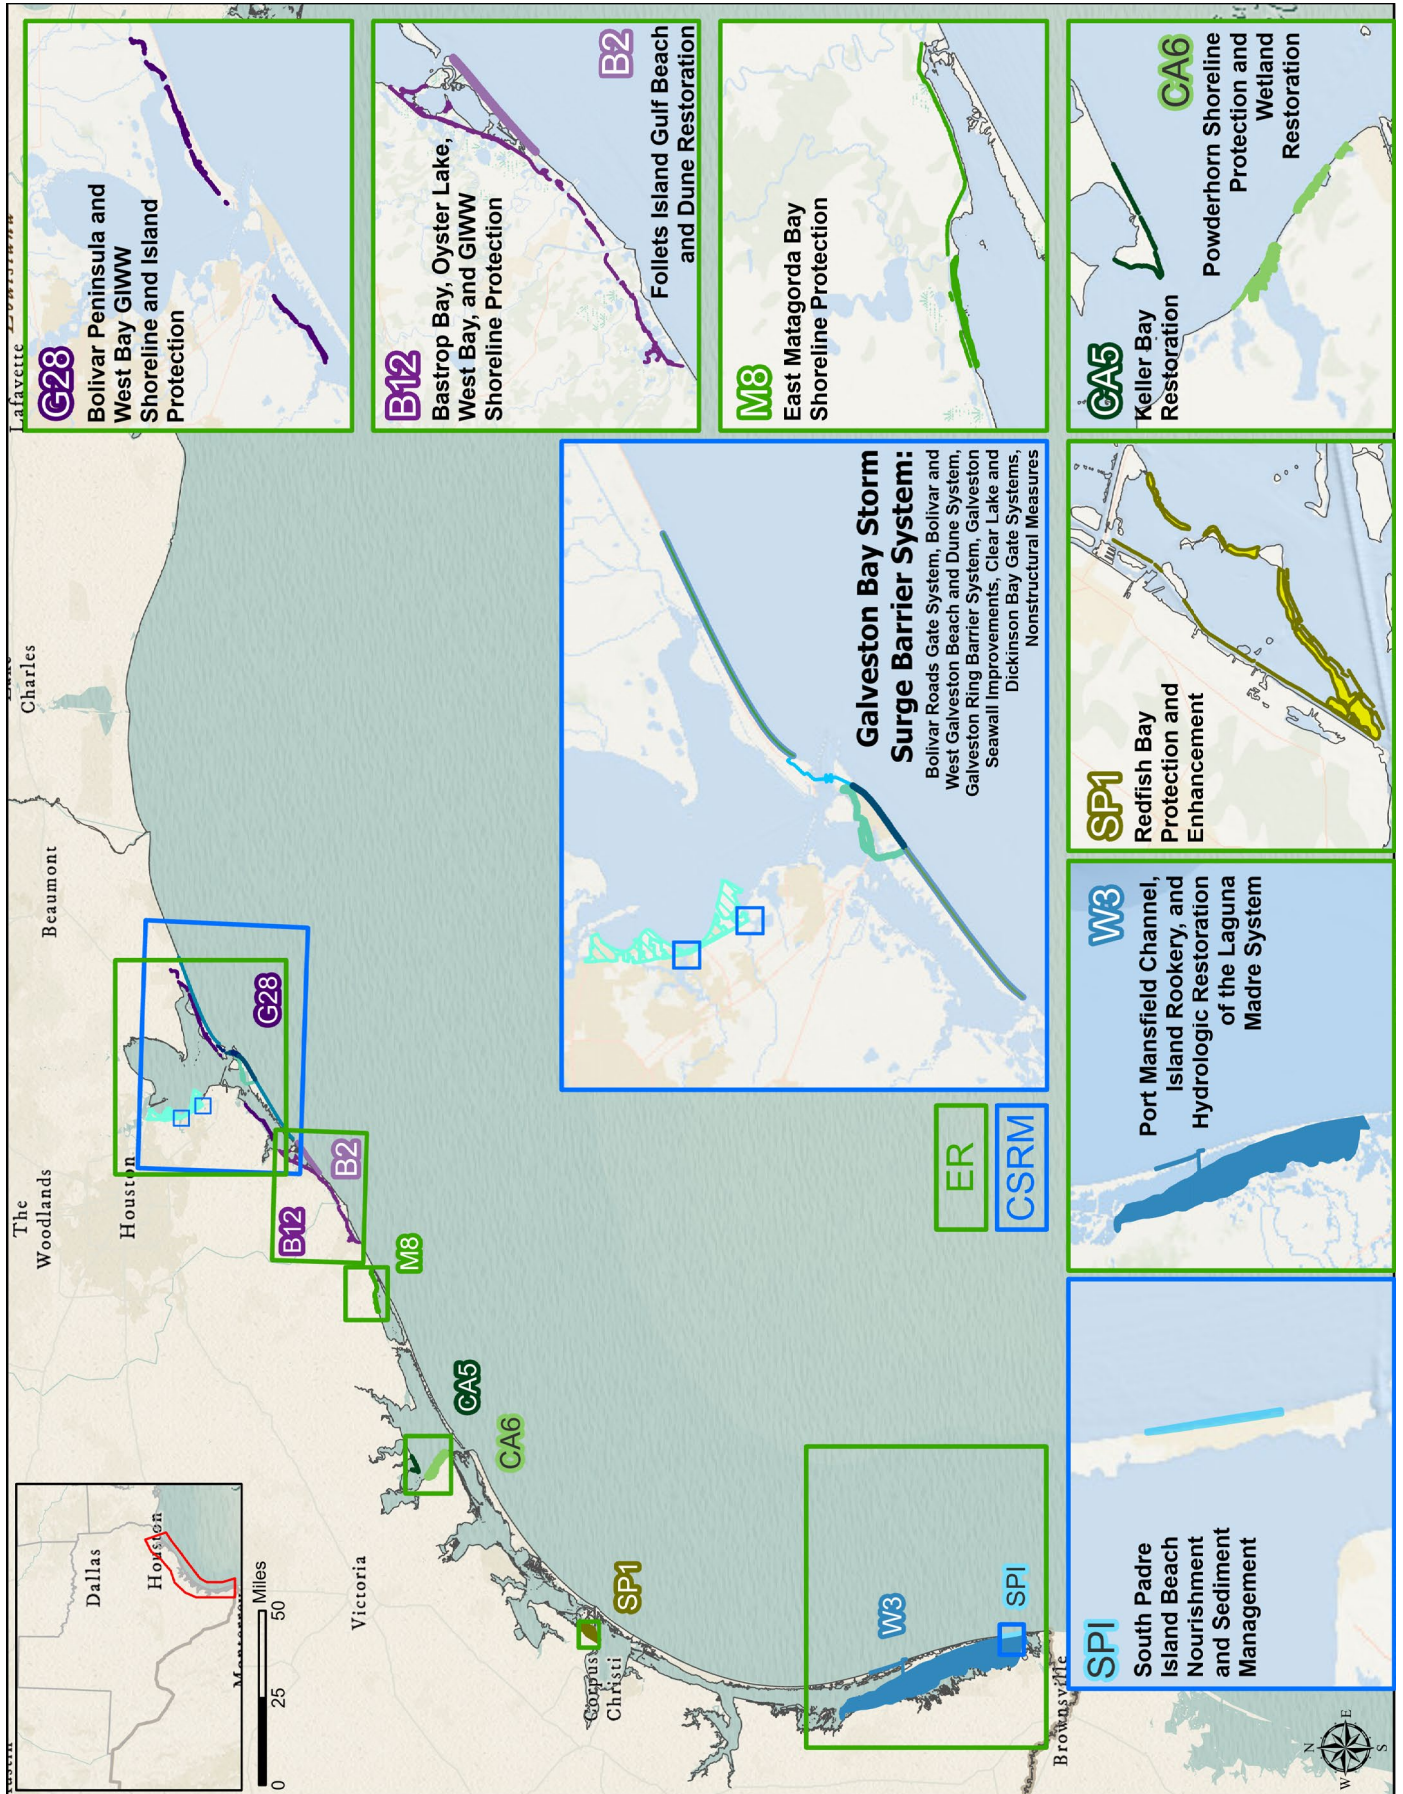 The
Woodlands
Houston
Beaumont
Charles
Lafayette
Dallas
Houston
0 25 50 Miles
Victoria
Corpus
Christi
Brownsville
G28
B12
B2
M8
CA5
CA6
SP1
W3
SPI
G28
Bolivar Peninsula and
West Bay GIWW
Shoreline and Island
Protection
B12
Bastrop Bay, Oyster Lake,
West Bay, and GIWW
Shoreline Protection
B2
Follets Island Gulf Beach
and Dune Restoration
M8
East Matagorda Bay
Shoreline Protection
Galveston Bay Storm
Surge Barrier System:
Bolivar Roads Gate System, Bolivar and
West Galveston Beach and Dune System,
Galveston Ring Barrier System, Galveston
Seawall Improvements, Clear Lake and
Dickinson Bay Gate Systems,
Nonstructural Measures
ER
CSRM
SPI
South Padre
Island Beach
Nourishment
and Sediment
Management
W3
Port Mansfield Channel,
Island Rookery, and
Hydrologic Restoration
of the Laguna
Madre System
SP1
Redfish Bay
Protection and
Enhancement
CA5
Keller Bay
Restoration
CA6
Powderhorn Shoreline
Protection and
Wetland
Restoration
N
W E
S